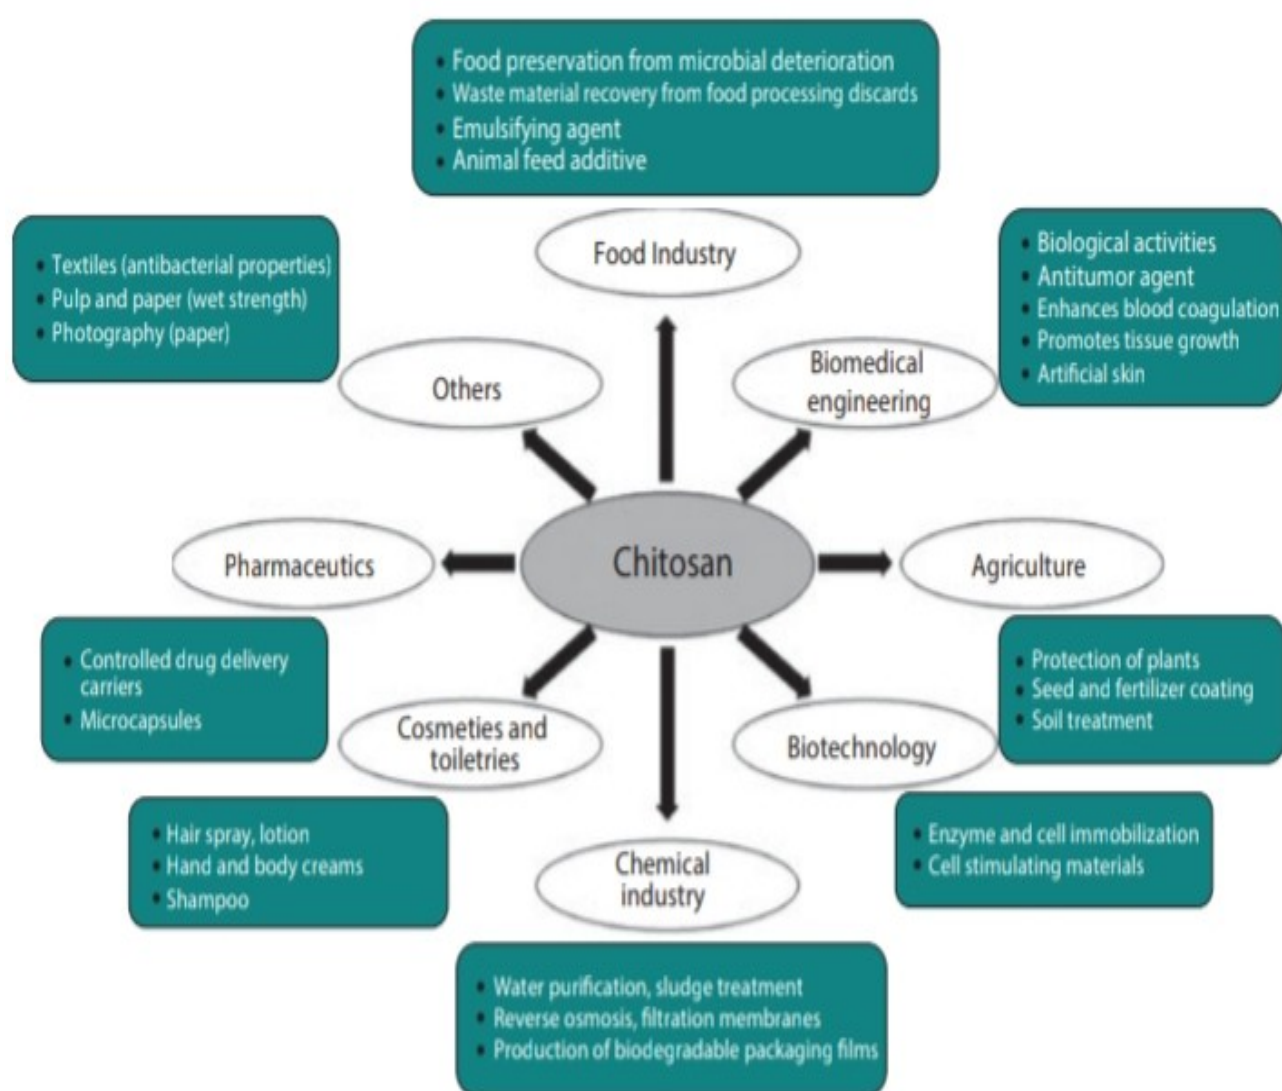 • Food preservation from microbial deterioration
• Waste material recovery from food processing discards
• Emulsifying agent
• Animal feed additive
Food Industry
• Textiles (antibacterial properties)
• Pulp and paper (wet strength)
• Photography (paper)
Others
• Biological activities
• Antitumor agent
• Enhances blood coagulation
• Promotes tissue growth
• Artificial skin
Biomedical
engineering
Pharmaceutics
Chitosan
Agriculture
• Controlled drug delivery
carriers
• Microcapsules
• Protection of plants
• Seed and fertilizer coating
• Soil treatment
Cosmeties and
toiletries
Biotechnology
• Hair spray, lotion
• Hand and body creams
• Shampoo
Chemical
industry
• Enzyme and cell immobilization
• Cell stimulating materials
• Water purification, sludge treatment
• Reverse osmosis, filtration membranes
• Production of biodegradable packaging films